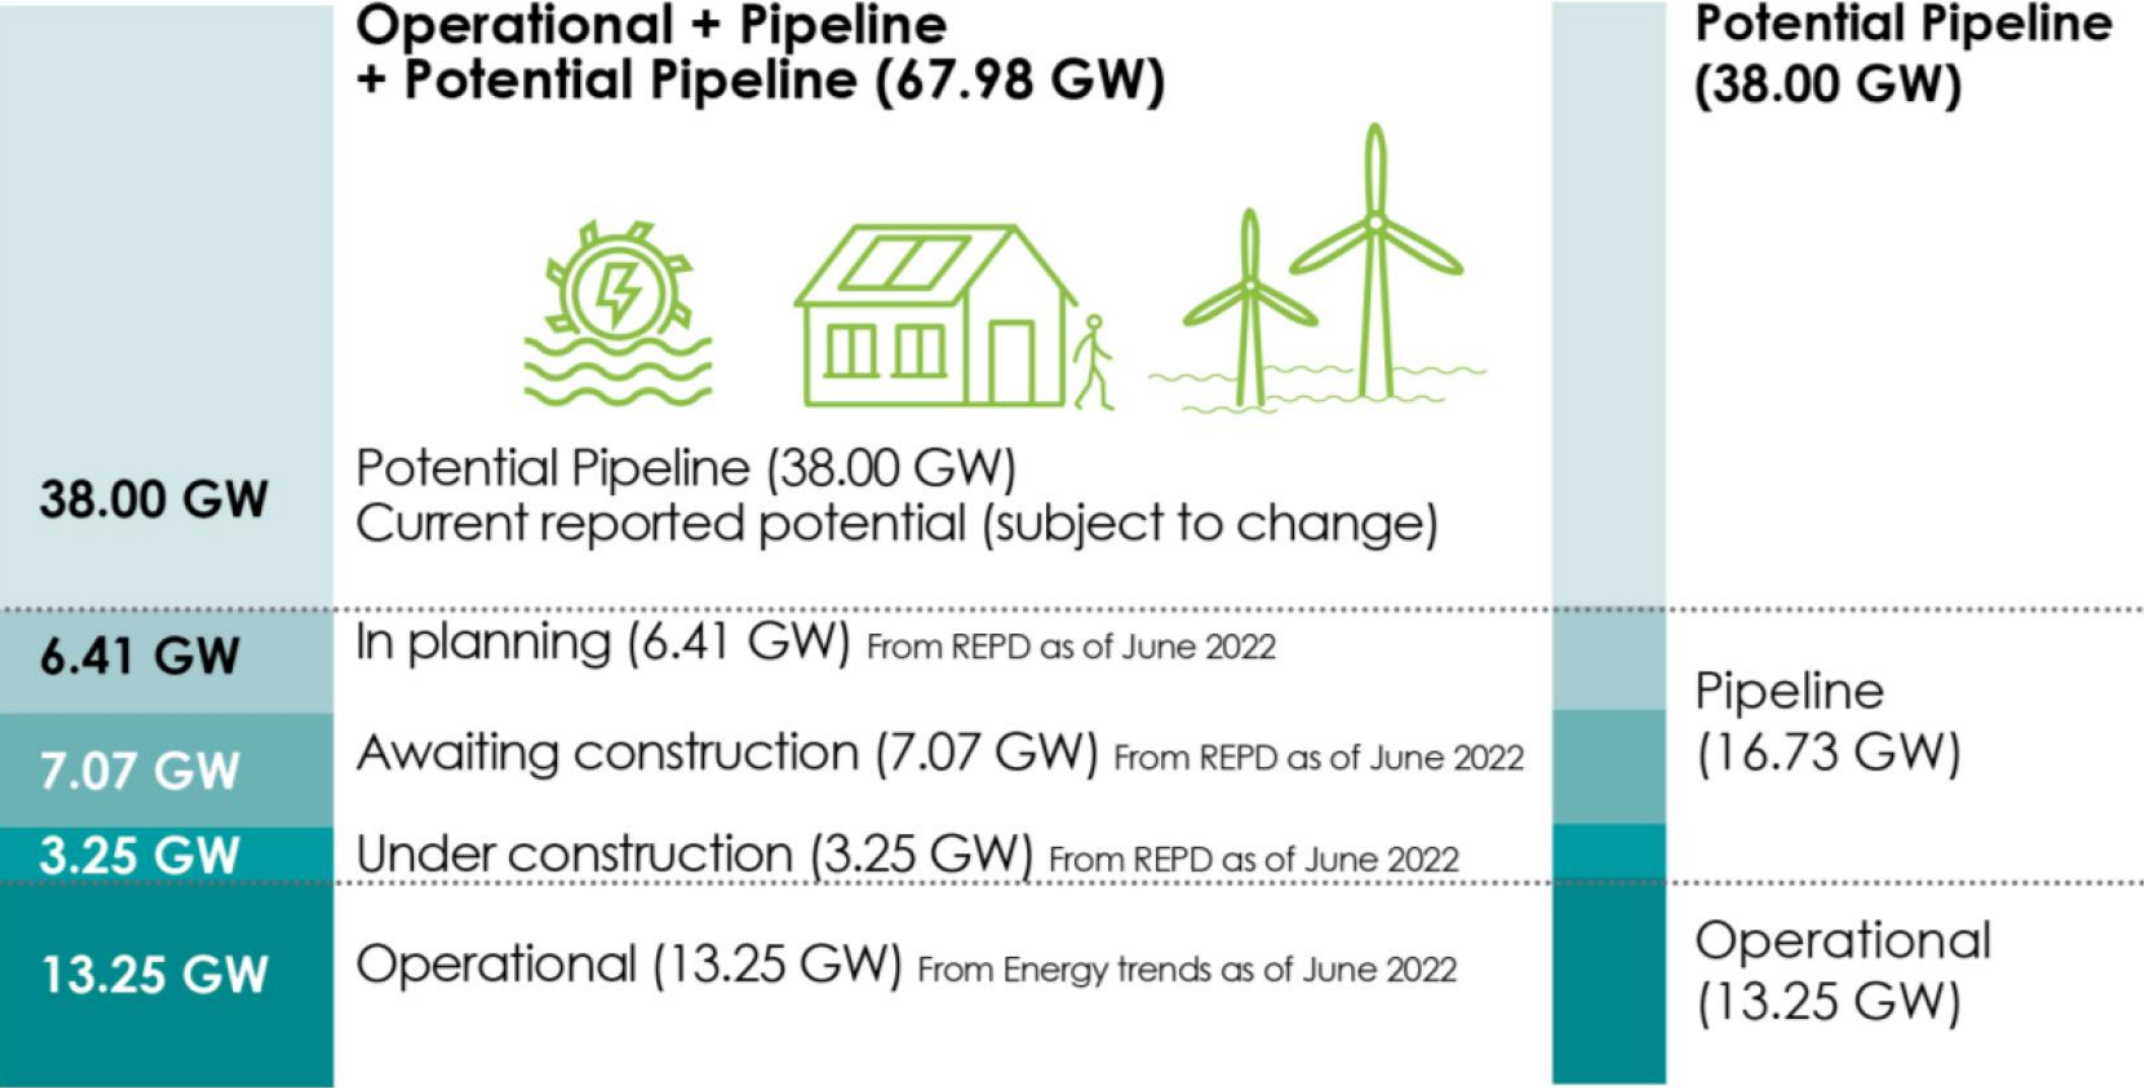 Operational + Pipeline
+ Potential Pipeline (67.98 GW)
Potential Pipeline
(38.00 GW)
38.00 GW
Potential Pipeline (38.00 GW)
Current reported potential (subject to change)
6.41 GW
In planning (6.41 GW) From REPD as of June 2022
7.07 GW
Awaiting construction (7.07 GW) From REPD as of June 2022
Pipeline
(16.73 GW)
3.25 GW
Under construction (3.25 GW) From REPD as of June 2022
13.25 GW
Operational (13.25 GW) From Energy trends as of June 2022
Operational
(13.25 GW)